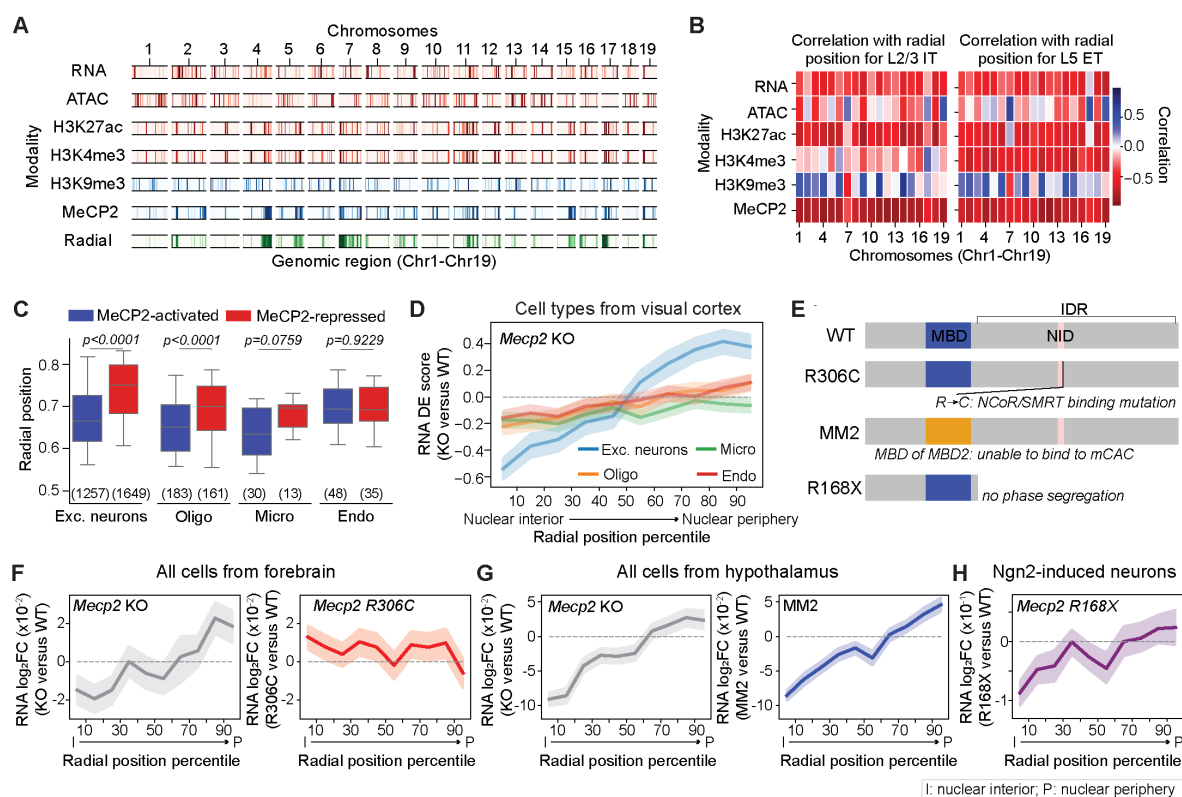 A
Chromosomes
1 2 3 4 5 6 7 8 9 10 11 12 13 14 15 16 17 18 19
RNA
ATAC
H3K27ac
H3K4me3
H3K9me3
MeCP2
Radial
Modality
Genomic region (Chr1-Chr19)
B
Correlation with radial
position for L2/3 IT
Correlation with radial
position for L5 ET
RNA
ATAC
H3K27ac
H3K4me3
H3K9me3
MeCP2
Modality
1 4 7 10 13 16 19
1 4 7 10 13 16 19
Chromosomes (Chr1-Chr19)
0.5
0.0
−0.5
Correlation
C
MeCP2-activated
MeCP2-repressed
p<0.0001 p<0.0001 p=0.0759 p=0.9229
Radial position
0.8
0.7
0.6
0.5
(1257) (1649) (183) (161) (30) (13) (48) (35)
Exc. neurons Oligo Micro Endo
D
Cell types from visual cortex
Mecp2 KO
RNA DE score
(KO versus WT)
0.4
0.2
0.0
−0.2
−0.4
−0.6
Exc. neurons
Micro
Oligo
Endo
0 10 20 30 40 50 60 70 80 90
Nuclear interior
Nuclear periphery
Radial position percentile
E
IDR
WT
MBD
NID
R306C
R→C: NCoR/SMRT binding mutation
MM2
MBD of MBD2: unable to bind to mCAC
R168X
no phase segregation
F
All cells from forebrain
Mecp2 KO
RNA log₂FC (x10⁻²)
(KO versus WT)
2
0
-2
10 30 50 70 90
I
P
Radial position percentile
Mecp2 R306C
RNA log₂FC (x10⁻²)
(R306C versus WT)
2
0
-2
10 30 50 70 90
I
P
Radial position percentile
G
All cells from hypothalamus
Mecp2 KO
RNA log₂FC (x10⁻²)
(KO versus WT)
5
0
-5
-10
10 30 50 70 90
I
P
Radial position percentile
MM2
RNA log₂FC (x10⁻²)
(MM2 versus WT)
5
0
-5
-10
10 30 50 70 90
I
P
Radial position percentile
H
Ngn2-induced neurons
Mecp2 R168X
RNA log₂FC (x10⁻²)
(R168X versus WT)
0
-1
10 30 50 70 90
I
P
Radial position percentile
I: nuclear interior; P: nuclear periphery